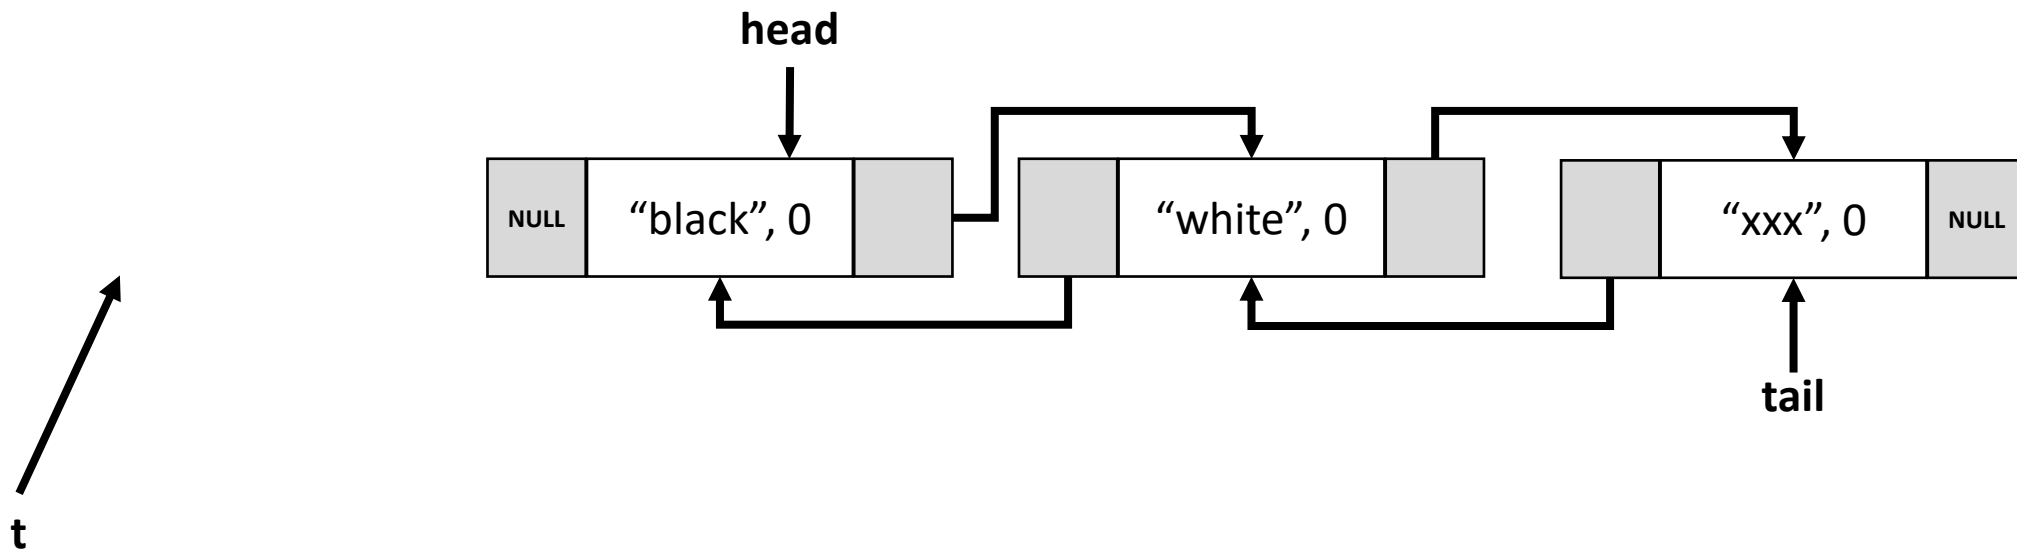 head
NULL
“black”, 0
“white”, 0
“xxx”, 0
NULL
tail
t